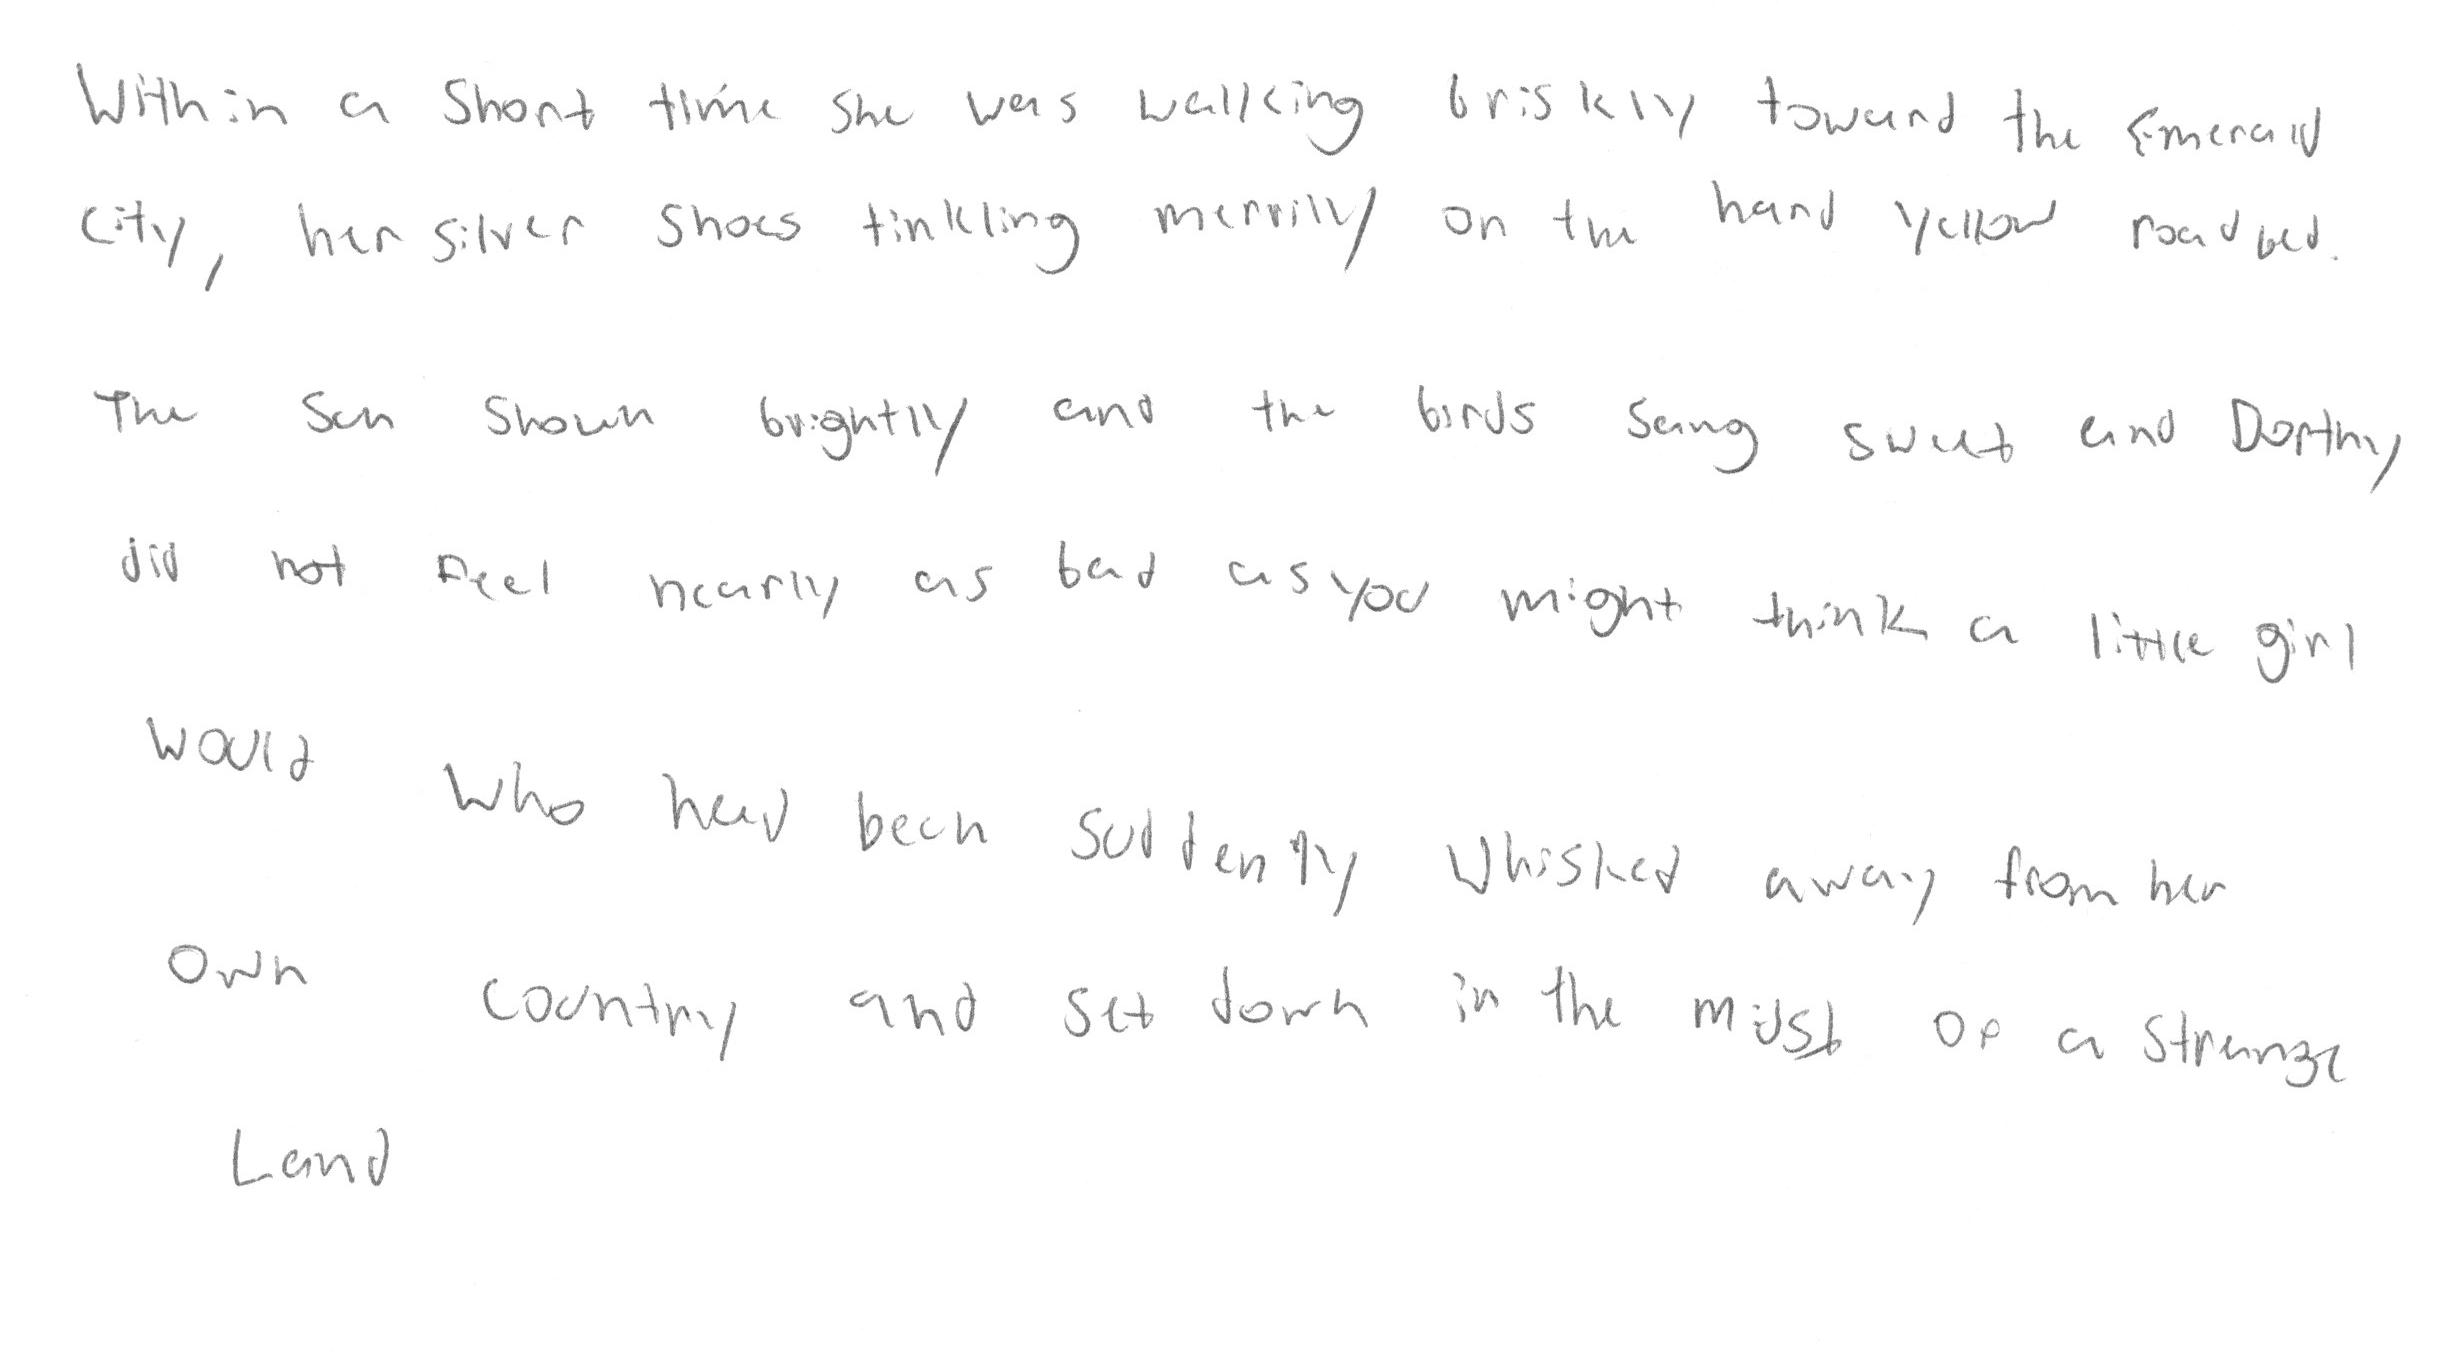 Within a short time she was walking briskly toward the Emerald
City, her silver shoes tinkling merrily on the hard yellow roadbed.
The sun shown brightly and the birds sang sweet and Dorthy
did not feel nearly as bad as you might think a little girl
would who had been suddenly whisked away from her
own country and set down in the midst of a strange
Land